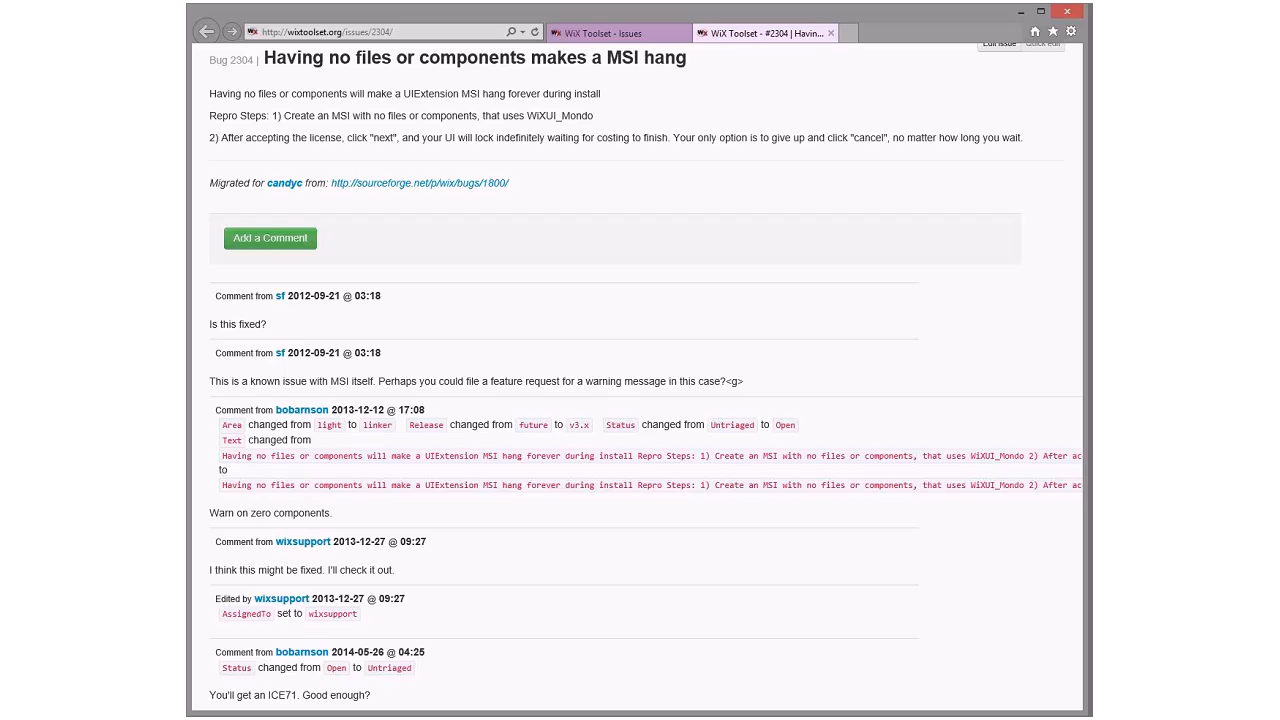 http://wixtoolset.org/issues/2304/
WiX Toolset - Issues
WiX Toolset - #2304 | Havin...
Edit issue Quick edit
Bug 2304 | Having no files or components makes a MSI hang
Having no files or components will make a UIExtension MSI hang forever during install
Repro Steps: 1) Create an MSI with no files or components, that uses WiXUI_Mondo
2) After accepting the license, click "next", and your UI will lock indefinitely waiting for costing to finish. Your only option is to give up and click "cancel", no matter how long you wait.
Migrated for candyc from: http://sourceforge.net/p/wix/bugs/1800/
Add a Comment
Comment from sf 2012-09-21 @ 03:18
Is this fixed?
Comment from sf 2012-09-21 @ 03:18
This is a known issue with MSI itself. Perhaps you could file a feature request for a warning message in this case?<g>
Comment from bobarnson 2013-12-12 @ 17:08
Area changed from light to linker Release changed from future to v3.x Status changed from Untriaged to Open
Text changed from
Having no files or components will make a UIExtension MSI hang forever during install Repro Steps: 1) Create an MSI with no files or components, that uses WiXUI_Mondo 2) After ac
to
Having no files or components will make a UIExtension MSI hang forever during install Repro Steps: 1) Create an MSI with no files or components, that uses WiXUI_Mondo 2) After ac
Warn on zero components.
Comment from wixsupport 2013-12-27 @ 09:27
I think this might be fixed. I'll check it out.
Edited by wixsupport 2013-12-27 @ 09:27
AssignedTo set to wixsupport
Comment from bobarnson 2014-05-26 @ 04:25
Status changed from Open to Untriaged
You'll get an ICE71. Good enough?